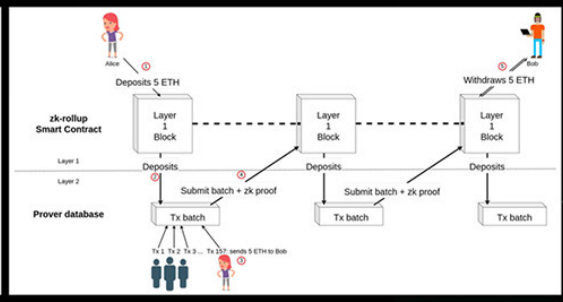 Alice
1
Deposits 5 ETH
5
Bob
Withdraws 5 ETH
zk-rollup
Smart Contract
Layer
1
Block
Layer
1
Block
Layer
1
Block
Layer 1
Deposits
Deposits
Deposits
Layer 2
2
4
Submit batch + zk proof
Submit batch + zk proof
Prover database
Tx batch
Tx batch
Tx batch
Tx 1 Tx 2 Tx 3 ... Tx 157: sends 5 ETH to Bob
3